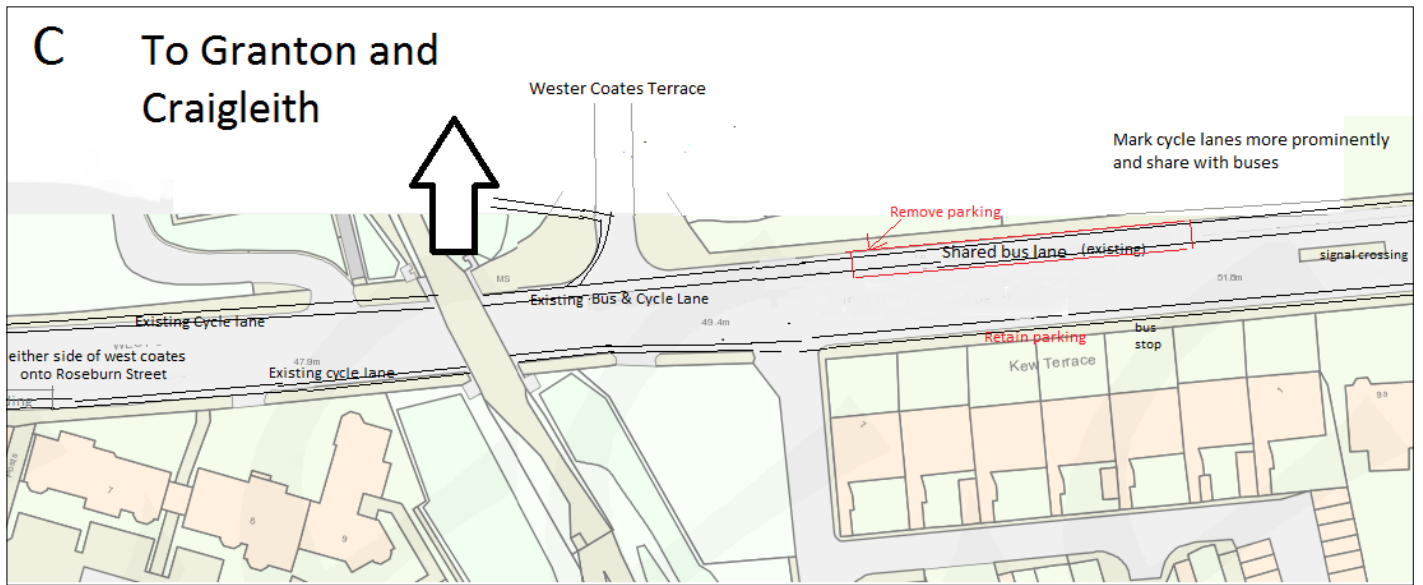 C
To Granton and
Craigleith
Wester Coates Terrace
Mark cycle lanes more prominently
and share with buses
Remove parking
Shared bus lane (existing)
signal crossing
MS
51.8m
Existing Bus & Cycle Lane
Existing Cycle lane
49.4m
bus
stop
Retain parking
either side of west coates
onto Roseburn Street
47.9m
Kew Terrace
Existing cycle lane
7
1
9a
Posts
7
8
9